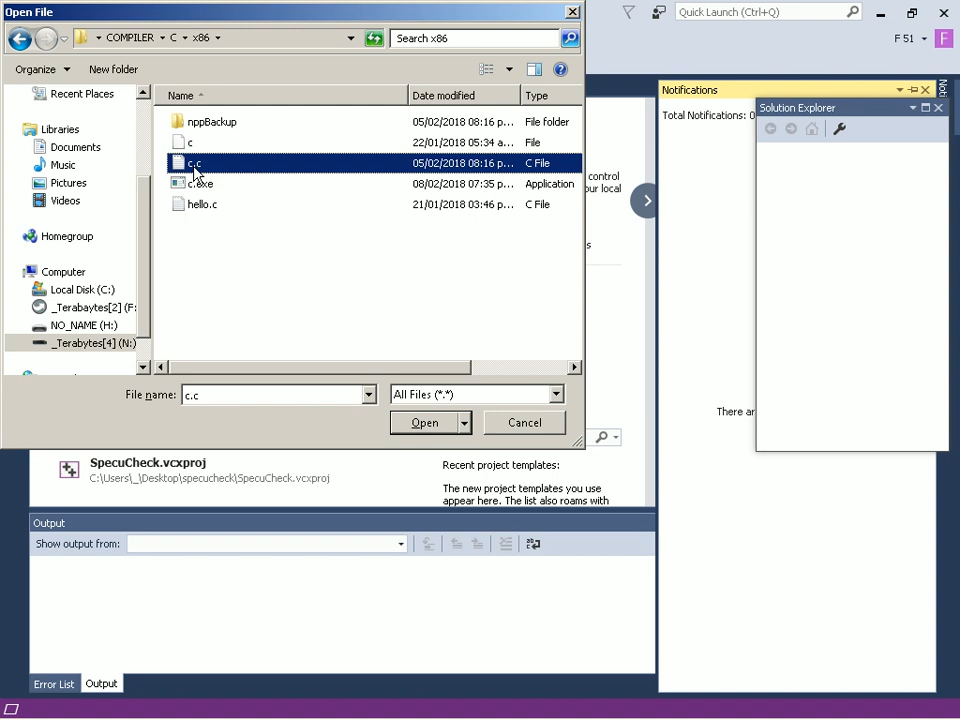 Open File
Quick Launch (Ctrl+Q)
COMPILER C x86
Search x86
F 51
F
Organize
New folder
Notifications
Total Notifications: 0
Solution Explorer
Recent Places
Libraries
Documents
Music
Pictures
Videos
Homegroup
Computer
Local Disk (C:)
_Terabaytes[2] (F:
NO_NAME (H:)
_Terabytes[4] (N:)
Name
Date modified
Type
nppBackup 05/02/2018 08:16 p... File folder
c 22/01/2018 05:34 a... File
c.c 05/02/2018 08:16 p... C File
c.exe 08/02/2018 07:35 p... Application
hello.c 21/01/2018 03:46 p... C File
control
our local
s
File name: c.c
All Files (*.*)
Open
Cancel
There ar
SpecuCheck.vcxproj
C:\Users\_\Desktop\specucheck\SpecuCheck.vcxproj
Recent project templates:
The new project templates you use
appear here. The list also roams with
Output
Show output from:
Error List
Output